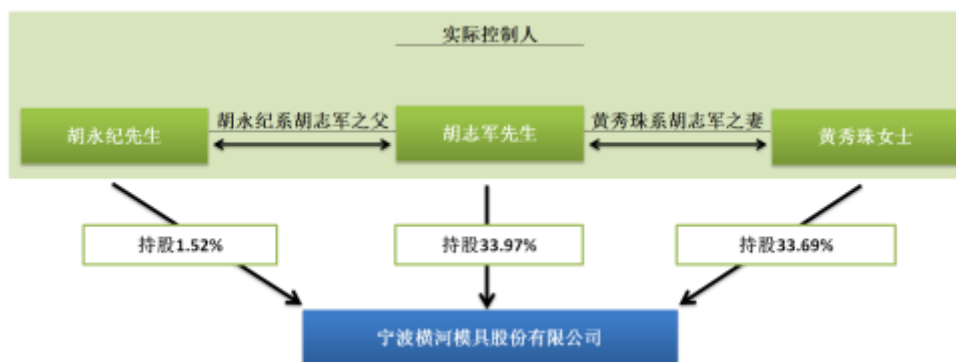 实际控制人
胡永纪先生
胡永纪系胡志军之父
胡志军先生
黄秀珠系胡志军之妻
黄秀珠女士
持股1.52%
持股33.97%
持股33.69%
宁波横河模具股份有限公司